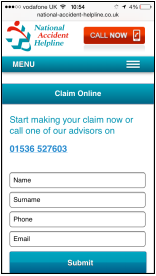 vodafone UK 10:54 4%
national-accident-helpline.co.uk
National
Accident
Helpline
CALL NOW
MENU
Claim Online
Start making your claim now or
call one of our advisors on
01536 527603
Name
Surname
Phone
Email
Submit